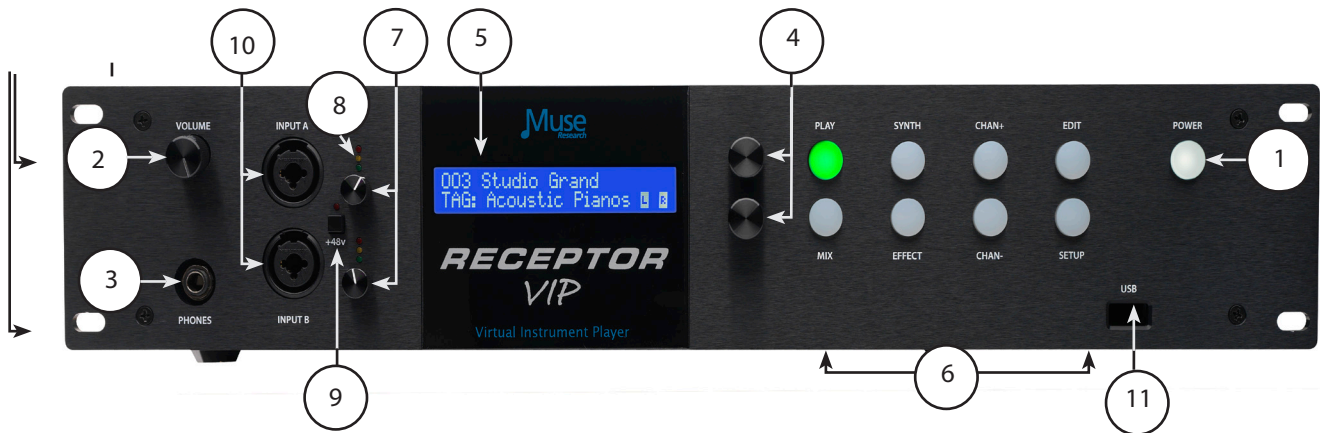 10
7
5
4
8
VOLUME
INPUT A
Muse
Research
PLAY
SYNTH
CHAN+
EDIT
POWER
2
1
003 Studio Grand
TAG: Acoustic Pianos L R
+48v
RECEPTOR
VIP
MIX
EFFECT
CHAN-
SETUP
3
USB
PHONES
INPUT B
Virtual Instrument Player
9
6
11